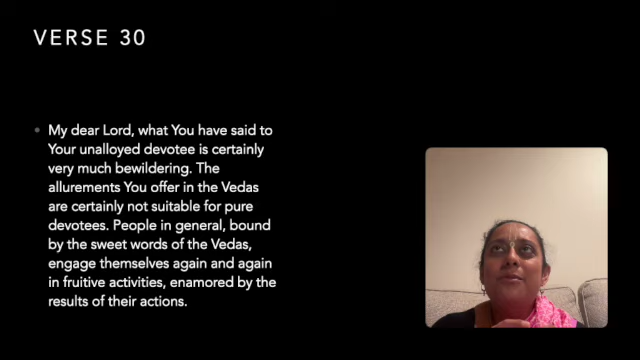 VERSE 30
My dear Lord, what You have said to
Your unalloyed devotee is certainly
very much bewildering. The
allurements You offer in the Vedas
are certainly not suitable for pure
devotees. People in general, bound
by the sweet words of the Vedas,
engage themselves again and again
in fruitive activities, enamored by the
results of their actions.